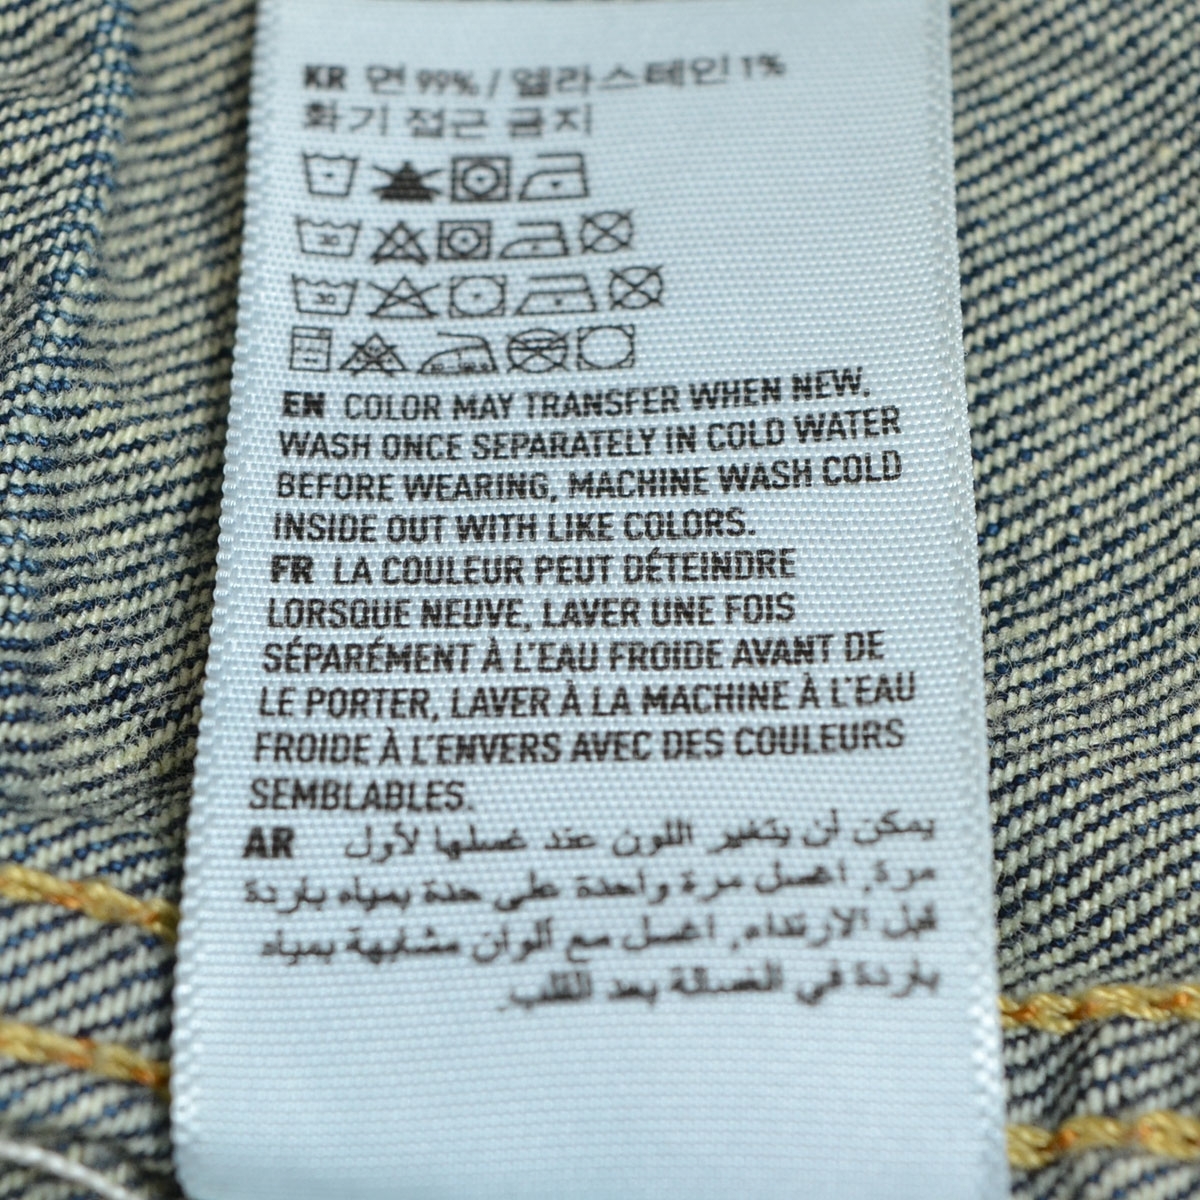 KR 면 99% / 엘라스테인 1%
화기 접근 금지
30
30
EN COLOR MAY TRANSFER WHEN NEW.
WASH ONCE SEPARATELY IN COLD WATER
BEFORE WEARING, MACHINE WASH COLD
INSIDE OUT WITH LIKE COLORS.
FR LA COULEUR PEUT DÉTEINDRE
LORSQUE NEUVE, LAVER UNE FOIS
SÉPARÉMENT À L'EAU FROIDE AVANT DE
LE PORTER, LAVER À LA MACHINE À L'EAU
FROIDE À L'ENVERS AVEC DES COULEURS
SEMBLABLES.
AR يمكن أن يتغير اللون عند غسلها لأول
مرة, اغسل مرة واحدة على حدة بمياه باردة
قبل الارتداء, اغسل مع ألوان مشابهة بمياه
باردة في الغسالة بعد القلب.